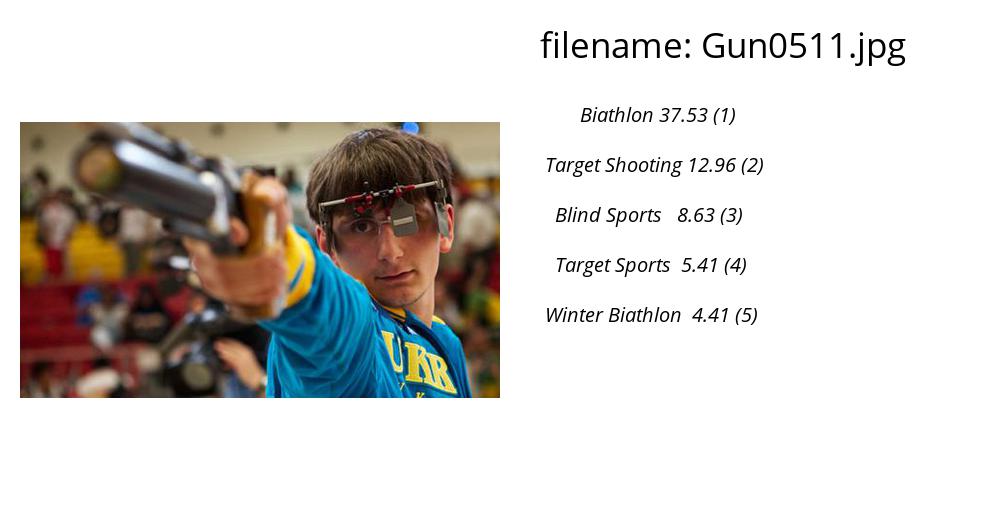 filename: Gun0511.jpg
Biathlon 37.53 (1)
Target Shooting 12.96 (2)
Blind Sports 8.63 (3)
Target Sports 5.41 (4)
Winter Biathlon 4.41 (5)
UKR